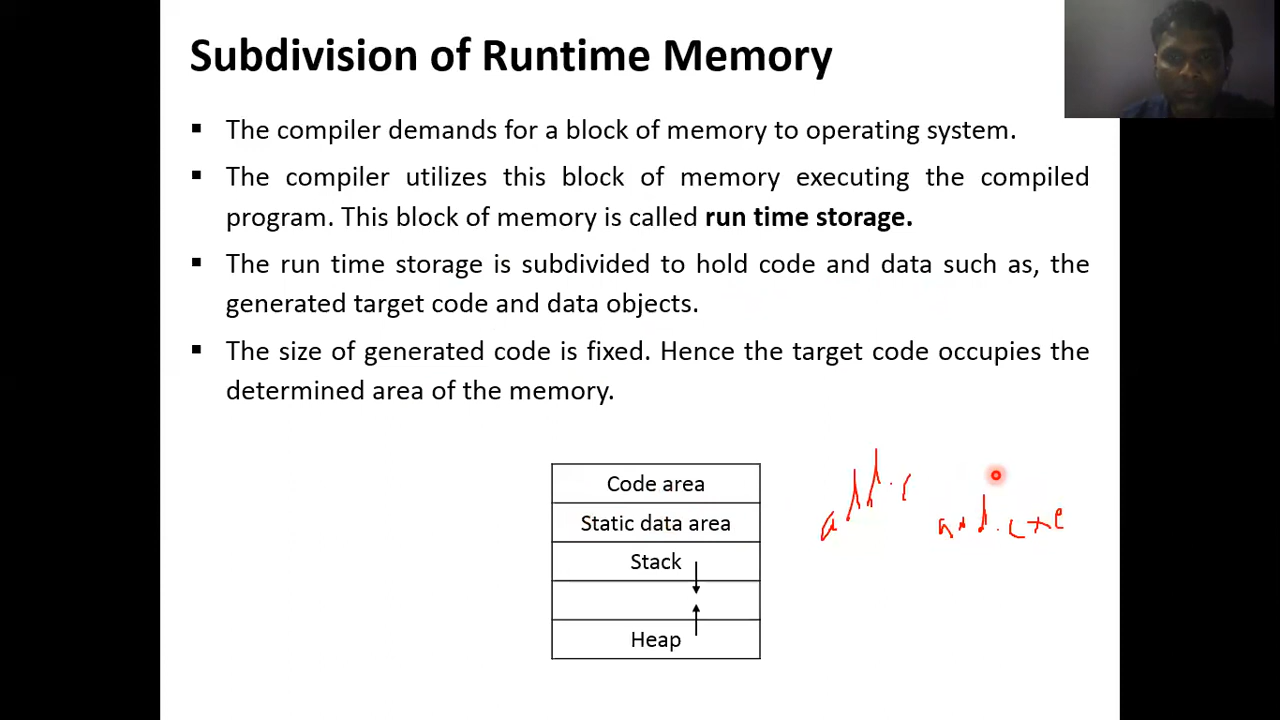 Subdivision of Runtime Memory
▪ The compiler demands for a block of memory to operating system.
▪ The compiler utilizes this block of memory executing the compiled
program. This block of memory is called run time storage.
▪ The run time storage is subdivided to hold code and data such as, the
generated target code and data objects.
▪ The size of generated code is fixed. Hence the target code occupies the
determined area of the memory.
Code area
Static data area
Stack
Heap
add.c
add.exe